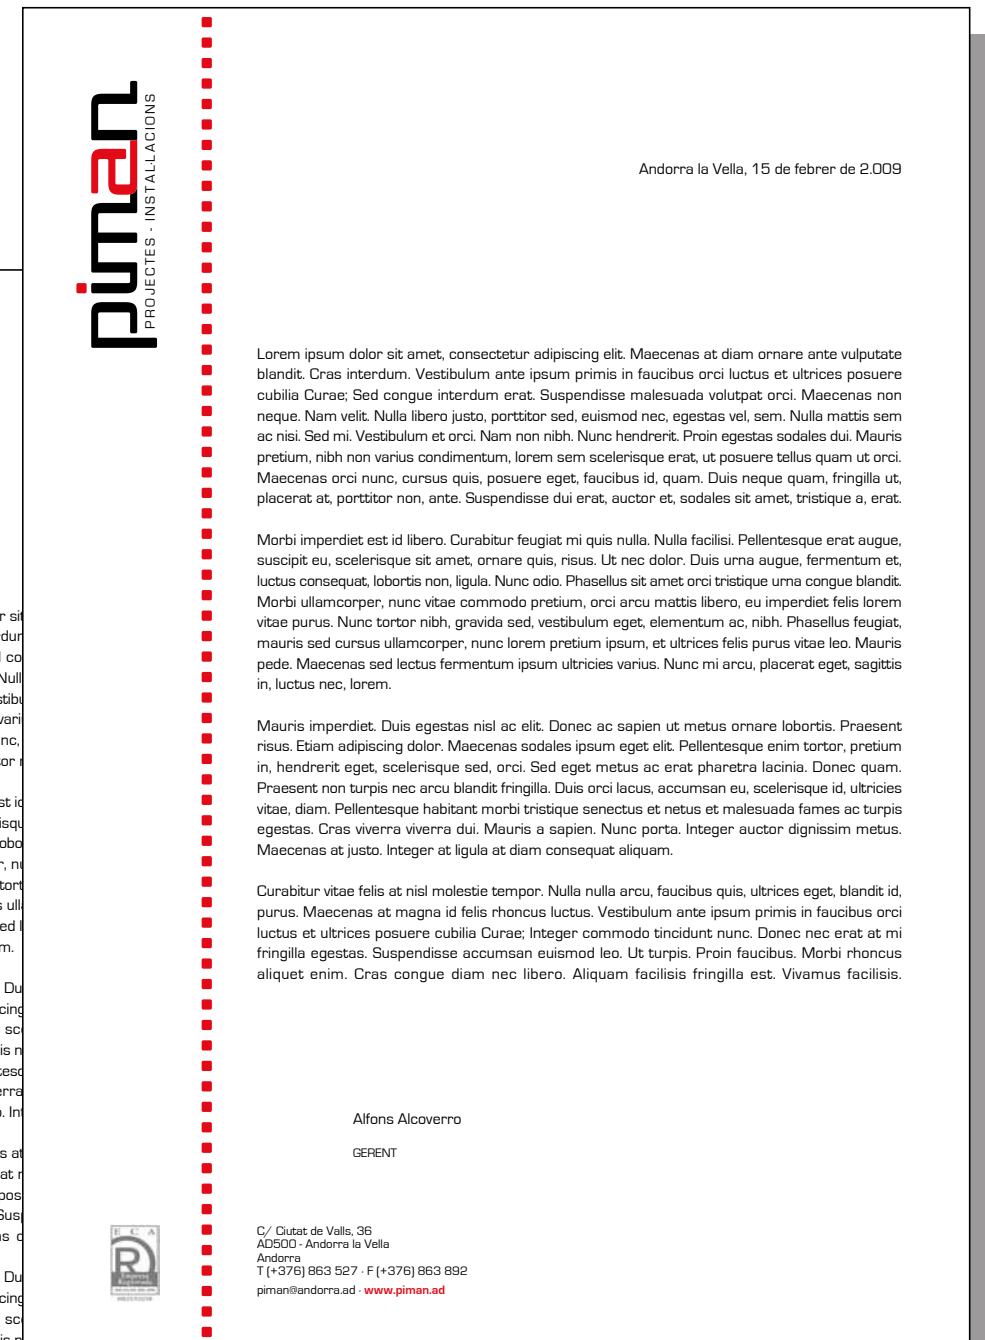 piman
PROJECTES - INSTAL·LACIONS
Andorra la Vella, 15 de febrer de 2.009
Lorem ipsum dolor sit amet, consectetur adipiscing elit. Maecenas at diam ornare ante vulputate
blandit. Cras interdum. Vestibulum ante ipsum primis in faucibus orci luctus et ultrices posuere
cubilia Curae; Sed congue interdum erat. Suspendisse malesuada volutpat orci. Maecenas non
neque. Nam velit. Nulla libero justo, porttitor sed, euismod nec, egestas vel, sem. Nulla mattis sem
ac nisi. Sed mi. Vestibulum et orci. Nam non nibh. Nunc hendrerit. Proin egestas sodales dui. Mauris
pretium, nibh non varius condimentum, lorem sem scelerisque erat, ut posuere tellus quam ut orci.
Maecenas orci nunc, cursus quis, posuere eget, faucibus id, quam. Duis neque quam, fringilla ut,
placerat at, porttitor non, ante. Suspendisse dui erat, auctor et, sodales sit amet, tristique a, erat.
Morbi imperdiet est id libero. Curabitur feugiat mi quis nulla. Nulla facilisi. Pellentesque erat augue,
suscipit eu, scelerisque sit amet, ornare quis, risus. Ut nec dolor. Duis urna augue, fermentum et,
luctus consequat, lobortis non, ligula. Nunc odio. Phasellus sit amet orci tristique urna congue blandit.
Morbi ullamcorper, nunc vitae commodo pretium, orci arcu mattis libero, eu imperdiet felis lorem
vitae purus. Nunc tortor nibh, gravida sed, vestibulum eget, elementum ac, nibh. Phasellus feugiat,
mauris sed cursus ullamcorper, nunc lorem pretium ipsum, et ultrices felis purus vitae leo. Mauris
pede. Maecenas sed lectus fermentum ipsum ultricies varius. Nunc mi arcu, placerat eget, sagittis
in, luctus nec, lorem.
Mauris imperdiet. Duis egestas nisl ac elit. Donec ac sapien ut metus ornare lobortis. Praesent
risus. Etiam adipiscing dolor. Maecenas sodales ipsum eget elit. Pellentesque enim tortor, pretium
in, hendrerit eget, scelerisque sed, orci. Sed eget metus ac erat pharetra lacinia. Donec quam.
Praesent non turpis nec arcu blandit fringilla. Duis orci lacus, accumsan eu, scelerisque id, ultricies
vitae, diam. Pellentesque habitant morbi tristique senectus et netus et malesuada fames ac turpis
egestas. Cras viverra viverra dui. Mauris a sapien. Nunc porta. Integer auctor dignissim metus.
Maecenas at justo. Integer at ligula at diam consequat aliquam.
Curabitur vitae felis at nisl molestie tempor. Nulla nulla arcu, faucibus quis, ultrices eget, blandit id,
purus. Maecenas at magna id felis rhoncus luctus. Vestibulum ante ipsum primis in faucibus orci
luctus et ultrices posuere cubilia Curae; Integer commodo tincidunt nunc. Donec nec erat at mi
fringilla egestas. Suspendisse accumsan euismod leo. Ut turpis. Proin faucibus. Morbi rhoncus
aliquet enim. Cras congue diam nec libero. Aliquam facilisis fringilla est. Vivamus facilisis.
Alfons Alcoverro
GERENT
E C A
R
Empresa
Registrada
C/ Ciutat de Valls, 36
AD500 - Andorra la Vella
Andorra
T (+376) 863 527 · F (+376) 863 892
piman@andorra.ad · www.piman.ad